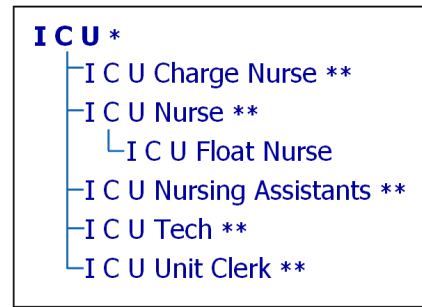 I C U *
I C U Charge Nurse **
I C U Nurse **
I C U Float Nurse
I C U Nursing Assistants **
I C U Tech **
I C U Unit Clerk **